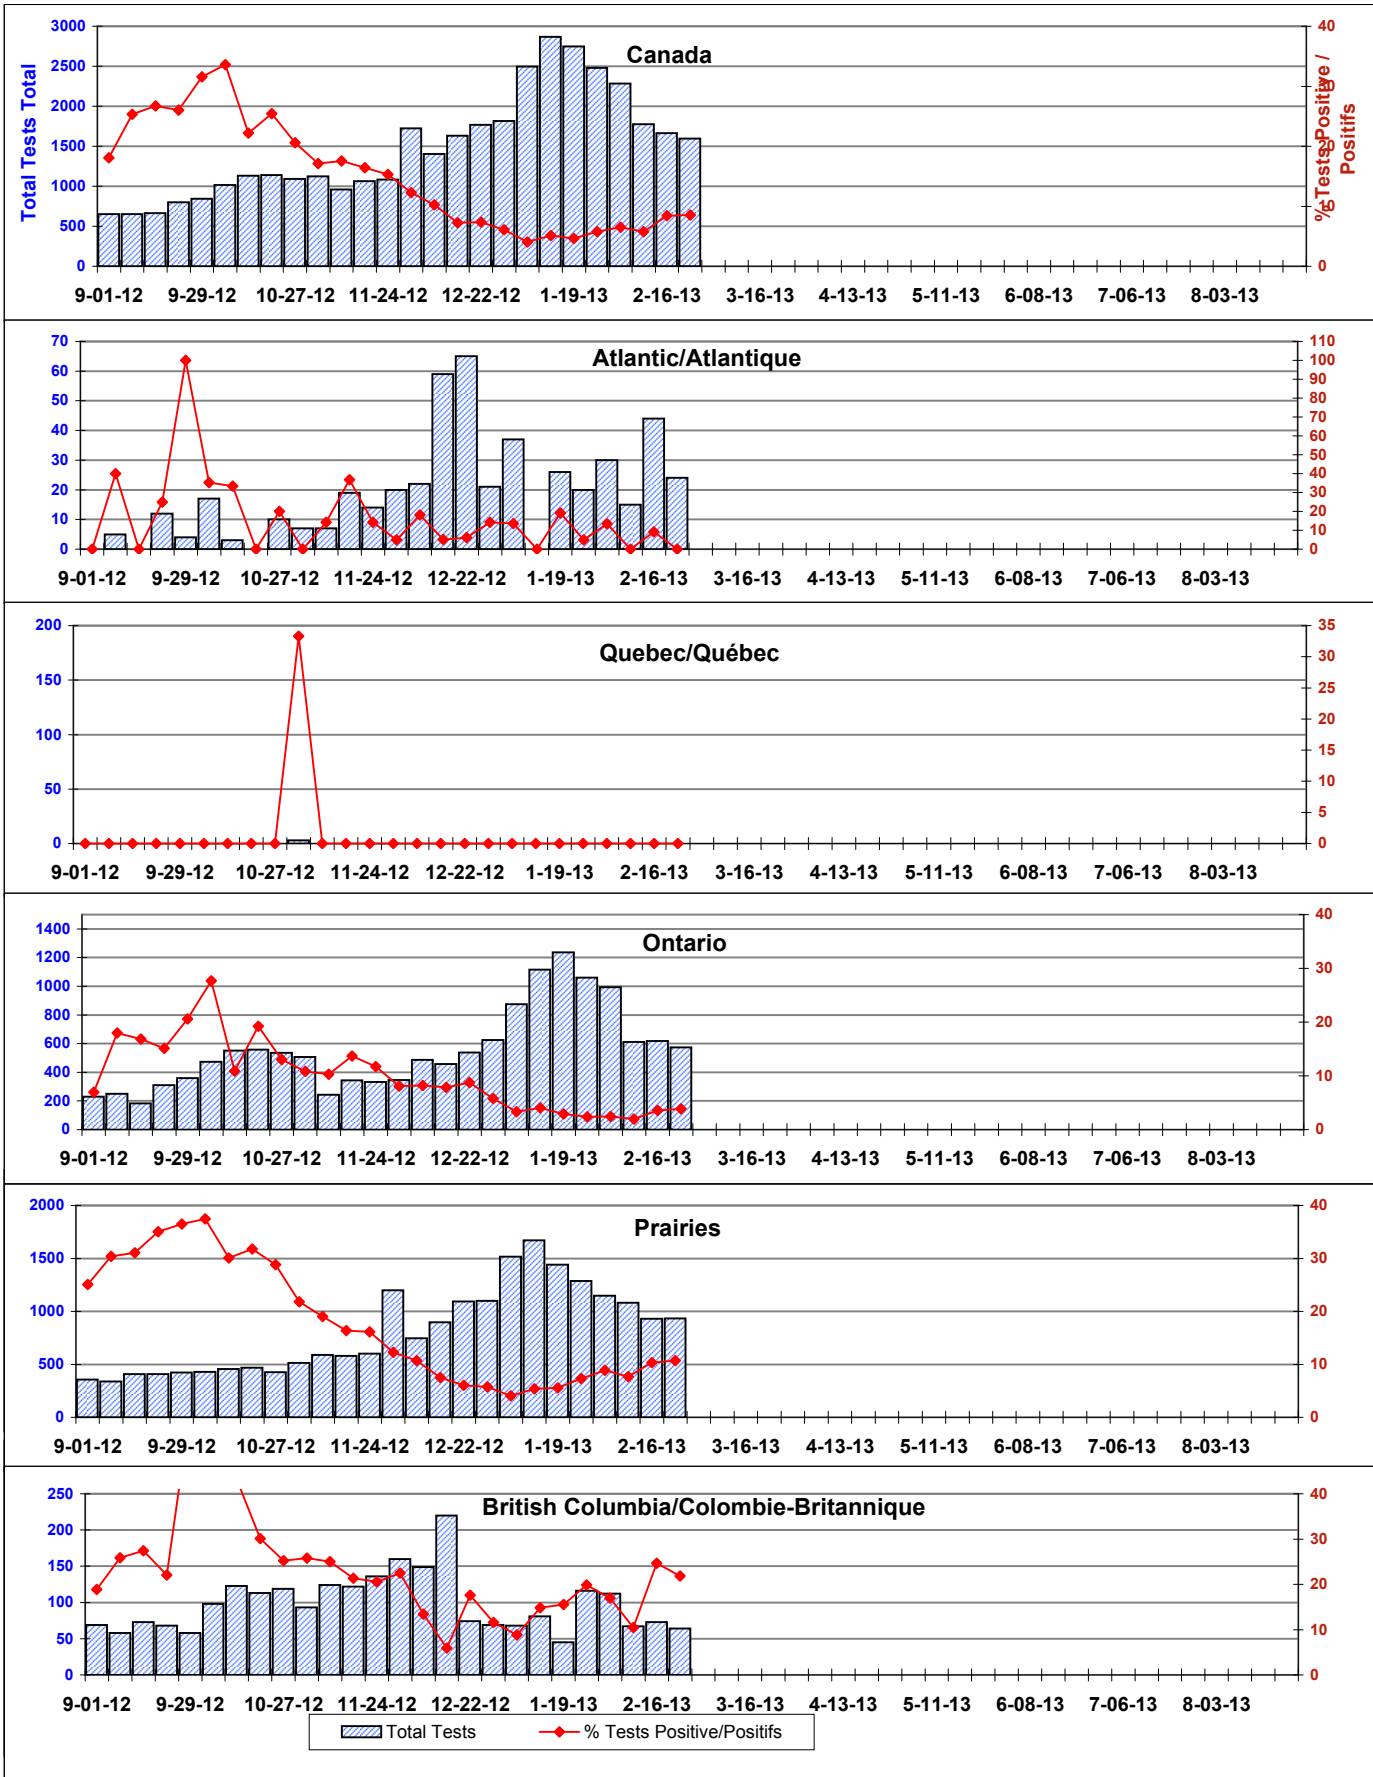 Canada
Total Tests Total
% Tests Positive / Positifs
3000 2500 2000 1500 1000 500 0
40 30 20 10 0
9-01-12 9-29-12 10-27-12 11-24-12 12-22-12 1-19-13 2-16-13 3-16-13 4-13-13 5-11-13 6-08-13 7-06-13 8-03-13
Atlantic/Atlantique
70 60 50 40 30 20 10 0
110 100 90 80 70 60 50 40 30 20 10 0
9-01-12 9-29-12 10-27-12 11-24-12 12-22-12 1-19-13 2-16-13 3-16-13 4-13-13 5-11-13 6-08-13 7-06-13 8-03-13
Quebec/Québec
200 150 100 50 0
35 30 25 20 15 10 5 0
9-01-12 9-29-12 10-27-12 11-24-12 12-22-12 1-19-13 2-16-13 3-16-13 4-13-13 5-11-13 6-08-13 7-06-13 8-03-13
Ontario
1400 1200 1000 800 600 400 200 0
40 30 20 10 0
9-01-12 9-29-12 10-27-12 11-24-12 12-22-12 1-19-13 2-16-13 3-16-13 4-13-13 5-11-13 6-08-13 7-06-13 8-03-13
Prairies
2000 1500 1000 500 0
40 30 20 10 0
9-01-12 9-29-12 10-27-12 11-24-12 12-22-12 1-19-13 2-16-13 3-16-13 4-13-13 5-11-13 6-08-13 7-06-13 8-03-13
British Columbia/Colombie-Britannique
250 200 150 100 50 0
40 30 20 10 0
9-01-12 9-29-12 10-27-12 11-24-12 12-22-12 1-19-13 2-16-13 3-16-13 4-13-13 5-11-13 6-08-13 7-06-13 8-03-13
Total Tests % Tests Positive/Positifs